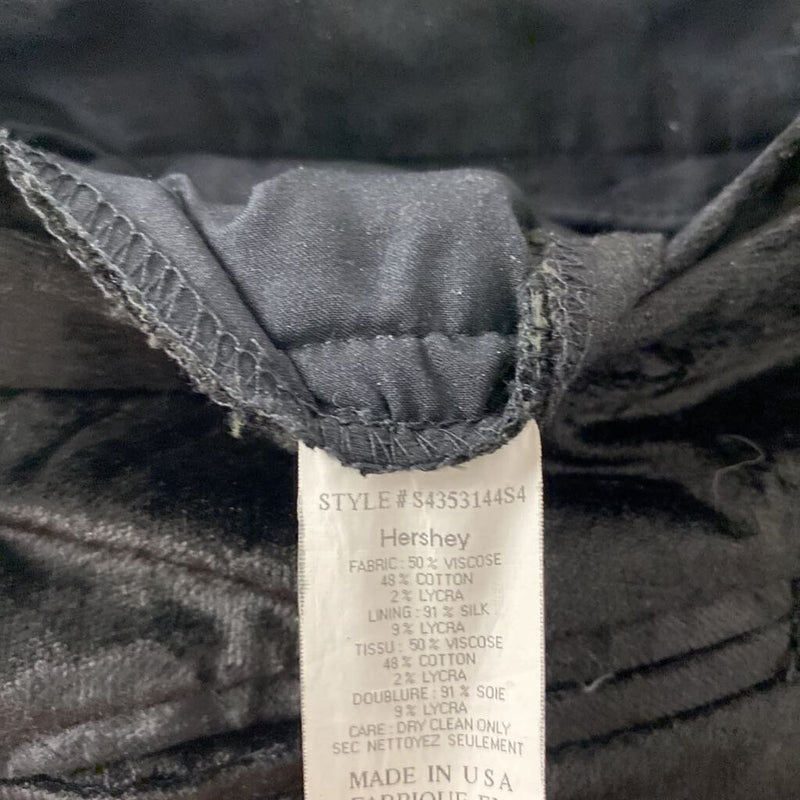 STYLE # S4353144S4
Hershey
FABRIC : 50 % VISCOSE
48 % COTTON
2 % LYCRA
LINING : 91 % SILK
9 % LYCRA
TISSU : 50 % VISCOSE
48 % COTTON
2 % LYCRA
DOUBLURE : 91 % SOIE
9 % LYCRA
CARE : DRY CLEAN ONLY
SEC NETTOYEZ SEULEMENT
MADE IN USA
FABRIQUE